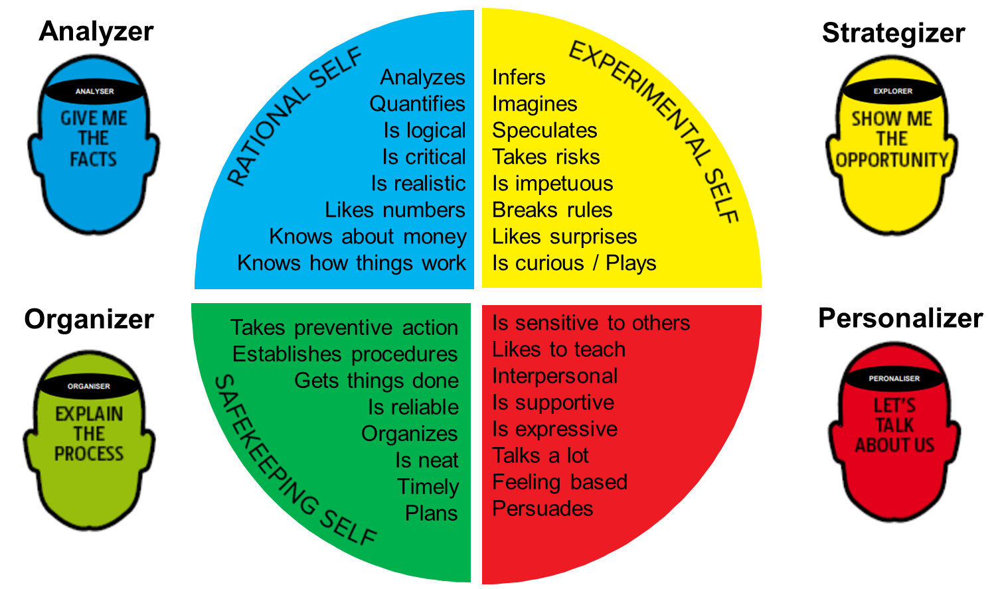 Analyzer
ANALYSER
GIVE ME
THE
FACTS
RATIONAL SELF
Analyzes
Quantifies
Is logical
Is critical
Is realistic
Likes numbers
Knows about money
Knows how things work
EXPERIMENTAL SELF
Infers
Imagines
Speculates
Takes risks
Is impetuous
Breaks rules
Likes surprises
Is curious / Plays
Strategizer
EXPLORER
SHOW ME
THE
OPPORTUNITY
Organizer
ORGANISER
EXPLAIN
THE
PROCESS
SAFEKEEPING SELF
Takes preventive action
Establishes procedures
Gets things done
Is reliable
Organizes
Is neat
Timely
Plans
Is sensitive to others
Likes to teach
Interpersonal
Is supportive
Is expressive
Talks a lot
Feeling based
Persuades
Personalizer
PERONALISER
LET'S
TALK
ABOUT US